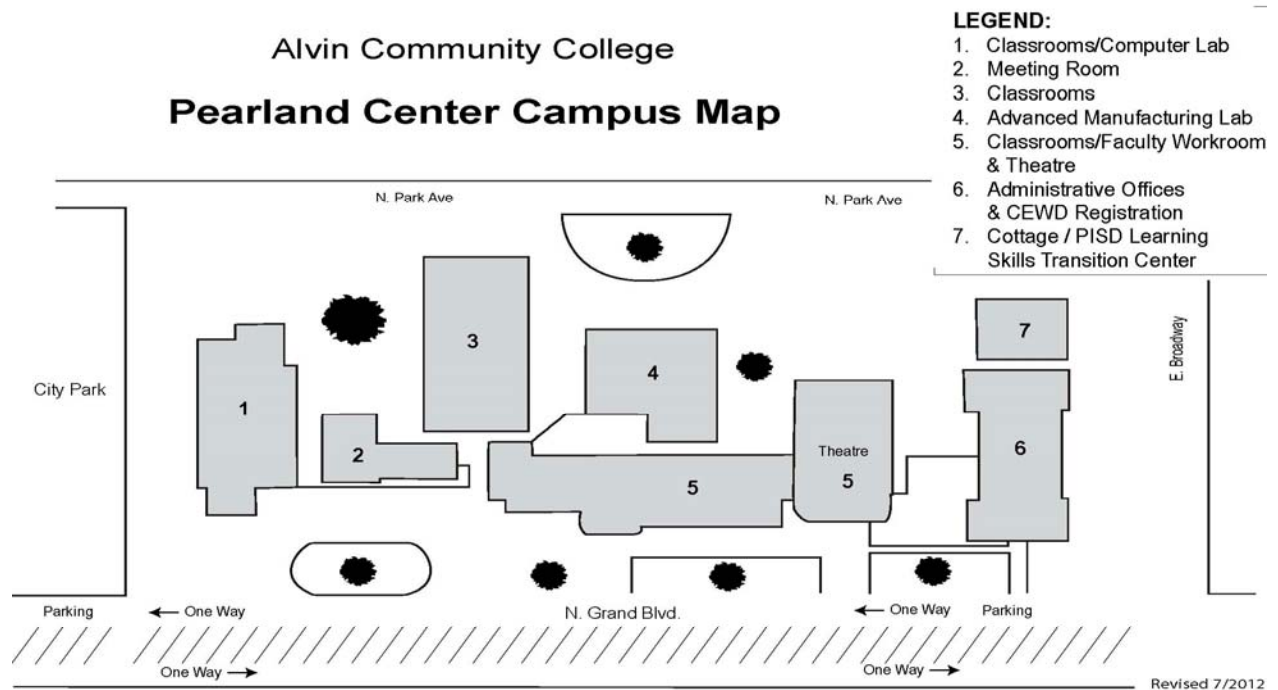 Alvin Community College
Pearland Center Campus Map
LEGEND:
1. Classrooms/Computer Lab
2. Meeting Room
3. Classrooms
4. Advanced Manufacturing Lab
5. Classrooms/Faculty Workroom
& Theatre
6. Administrative Offices
& CEWD Registration
7. Cottage / PISD Learning
Skills Transition Center
N. Park Ave
N. Park Ave
City Park
1
2
3
4
5
Theatre
5
6
7
E. Broadway
Parking
One Way
N. Grand Blvd.
One Way
Parking
One Way
One Way
Revised 7/2012